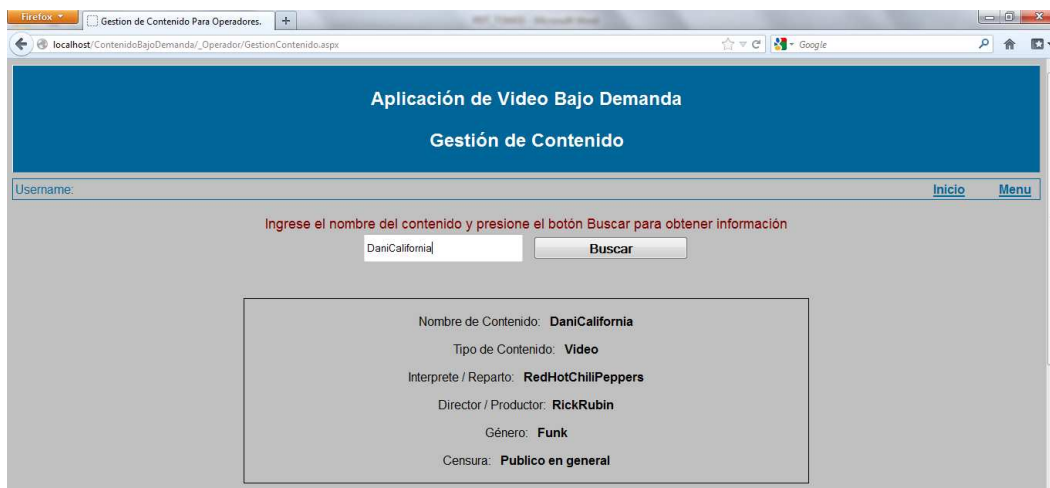 Firefox
Gestion de Contenido Para Operadores.
localhost/ContenidoBajoDemanda/_Operador/GestionContenido.aspx
Google
Aplicación de Video Bajo Demanda
Gestión de Contenido
Username:
Inicio Menu
Ingrese el nombre del contenido y presione el botón Buscar para obtener información
DaniCalifornia Buscar
Nombre de Contenido: DaniCalifornia
Tipo de Contenido: Video
Interprete / Reparto: RedHotChiliPeppers
Director / Productor: RickRubin
Género: Funk
Censura: Publico en general